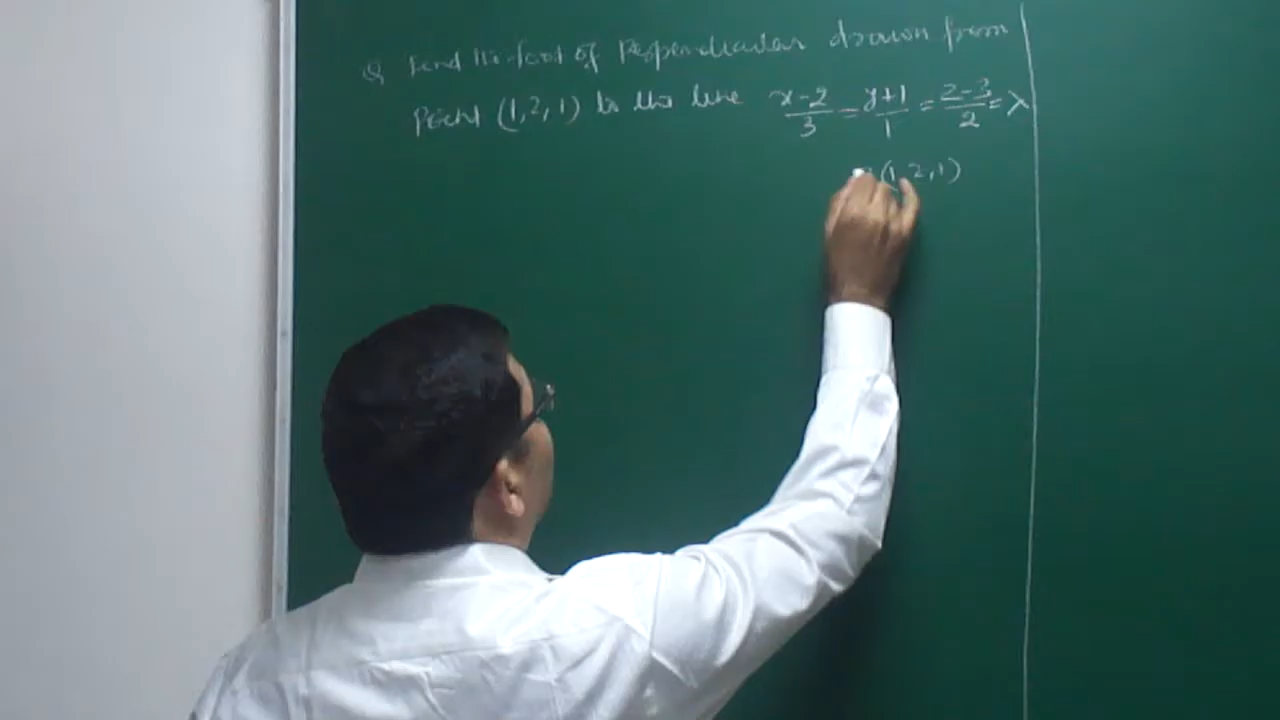 Q Find the foot of Perpendicular drawn from
Point (1,2,1) to the line x-2/3 = y+1/1 = z-3/2 = λ
(1,2,1)